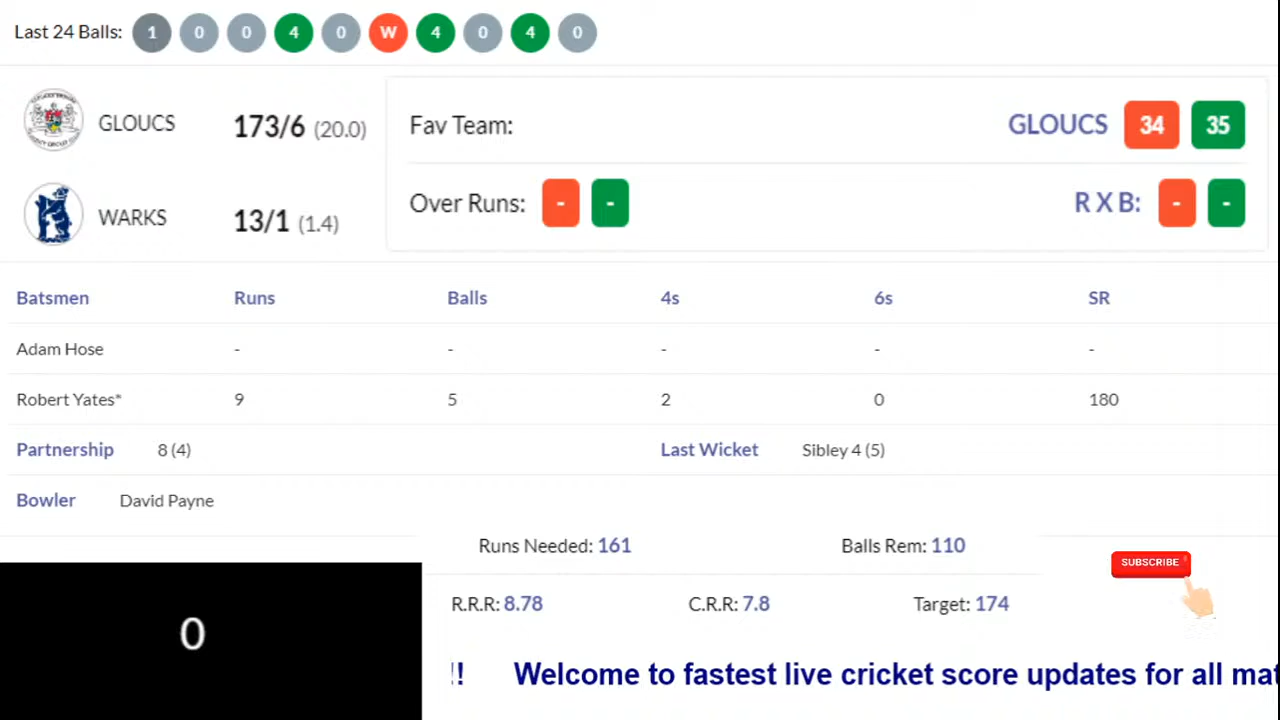 Last 24 Balls: 1 0 0 4 0 W 4 0 4 0
GLOUCS 173/6 (20.0)
Fav Team: GLOUCS 34 35
WARKS 13/1 (1.4)
Over Runs: - - R X B: - -
Batsmen Runs Balls 4s 6s SR
Adam Hose - - - - -
Robert Yates* 9 5 2 0 180
Partnership 8 (4) Last Wicket Sibley 4 (5)
Bowler David Payne
Runs Needed: 161 Balls Rem: 110
SUBSCRIBE
R.R.R: 8.78 C.R.R: 7.8 Target: 174
0
!! Welcome to fastest live cricket score updates for all mat